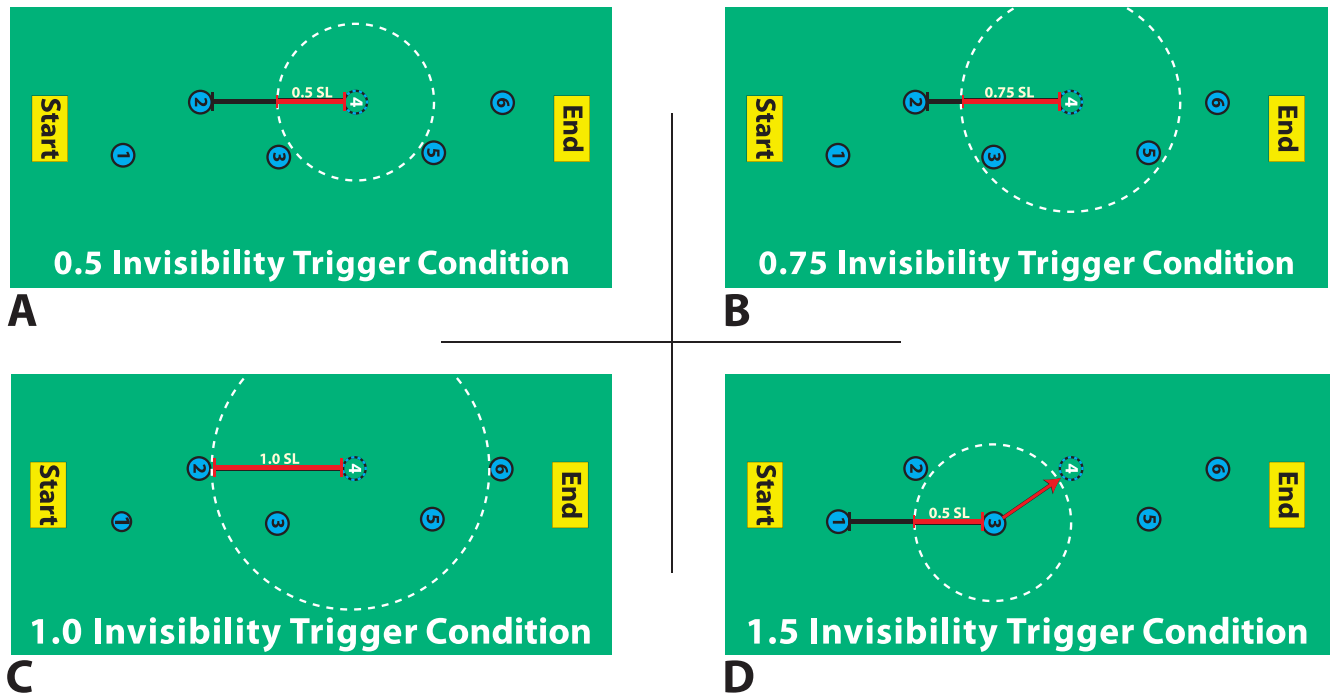 Start
1
2
3
0.5 SL
4
5
6
End
0.5 Invisibility Trigger Condition
A
Start
1
2
3
0.75 SL
4
5
6
End
0.75 Invisibility Trigger Condition
B
Start
1
2
3
1.0 SL
4
5
6
End
1.0 Invisibility Trigger Condition
C
Start
1
2
3
0.5 SL
4
5
6
End
1.5 Invisibility Trigger Condition
D